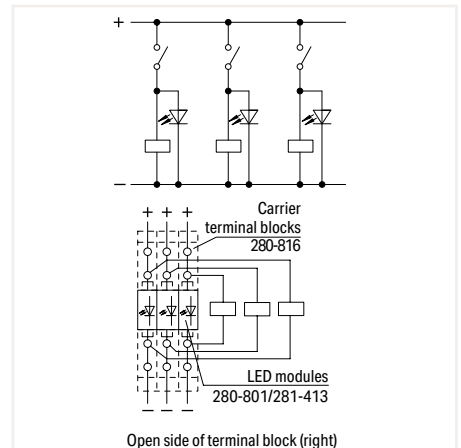 +
−
+ + +
Carrier
terminal blocks
280-816
LED modules
280-801/281-413
− − −
Open side of terminal block (right)